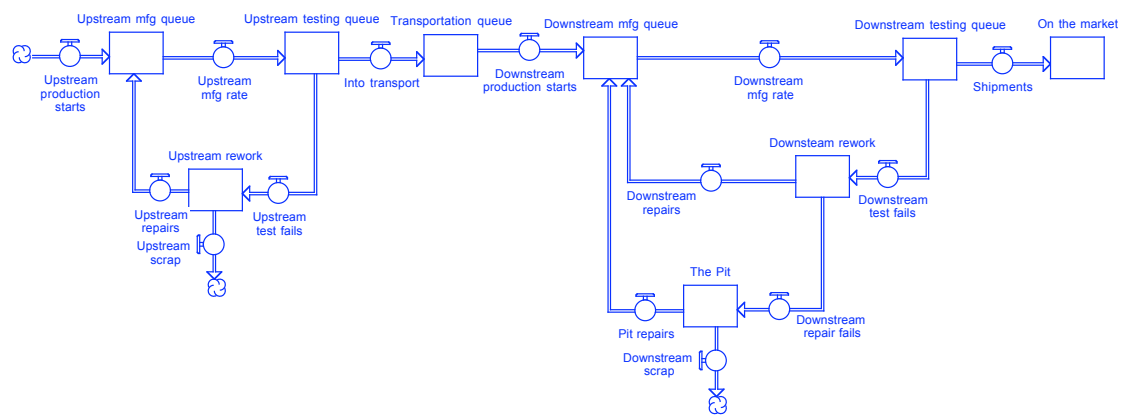 Upstream mfg queue
Upstream testing queue
Transportation queue
Downstream mfg queue
Downstream testing queue
On the market
Upstream
production
starts
Upstream
mfg rate
Into transport
Downstream
production starts
Downstream
mfg rate
Shipments
Upstream rework
Downsteam rework
Upstream
repairs
Upstream
test fails
Downstream
repairs
Downstream
test fails
Upstream
scrap
The Pit
Pit repairs
Downstream
repair fails
Downstream
scrap